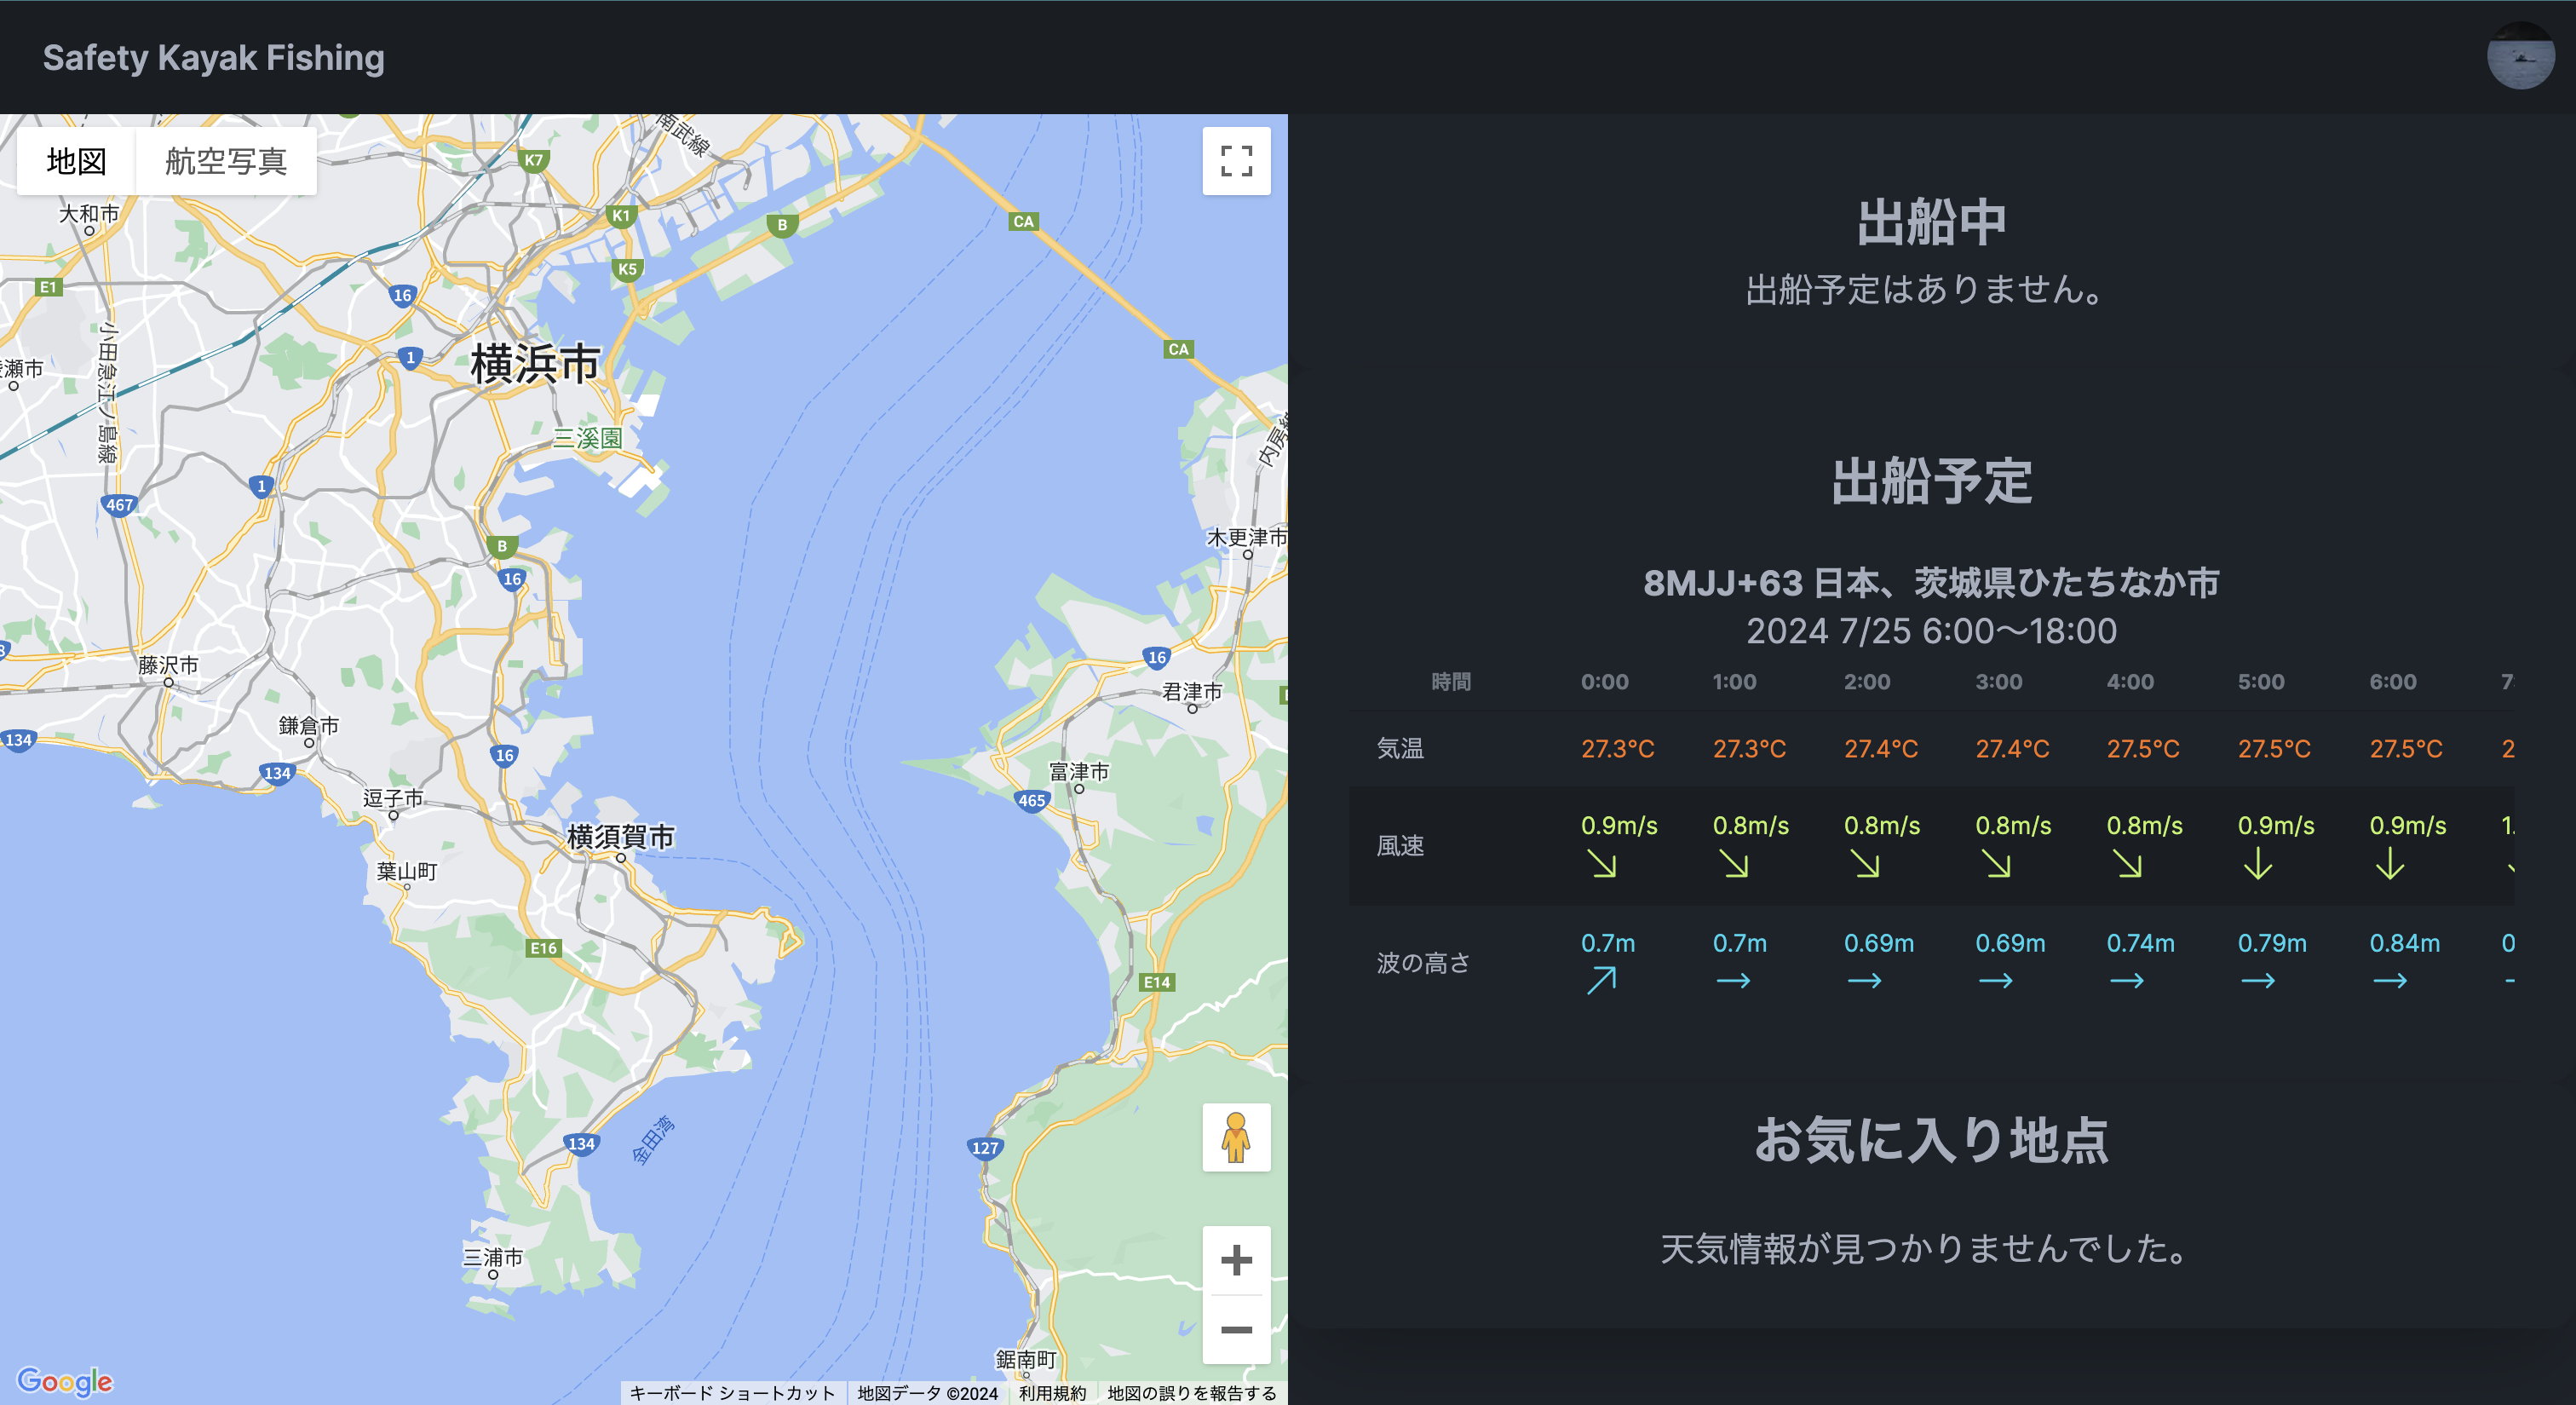 Safety Kayak Fishing
地図 航空写真
南武線
K7
大和市
K1
B
CA
K5
E1
16
小田急江ノ島線
1
横浜市
CA
瀬市
三溪園
内房線
467
1
木更津市
B
16
藤沢市
16
君津市
134
鎌倉市
16
134
富津市
逗子市
465
横須賀市
葉山町
E16
E14
134
金田湾
127
三浦市
鋸南町
Google
キーボード ショートカット 地図データ ©2024 利用規約 地図の誤りを報告する
出船中
出船予定はありません。
出船予定
8MJJ+63 日本、茨城県ひたちなか市
2024 7/25 6:00〜18:00
時間 0:00 1:00 2:00 3:00 4:00 5:00 6:00 7:
気温 27.3°C 27.3°C 27.4°C 27.4°C 27.5°C 27.5°C 27.5°C 2
風速 0.9m/s 0.8m/s 0.8m/s 0.8m/s 0.8m/s 0.9m/s 0.9m/s 1.
↘ ↘ ↘ ↘ ↘ ↓ ↓
波の高さ 0.7m 0.7m 0.69m 0.69m 0.74m 0.79m 0.84m 0
↗ → → → → → →
お気に入り地点
天気情報が見つかりませんでした。